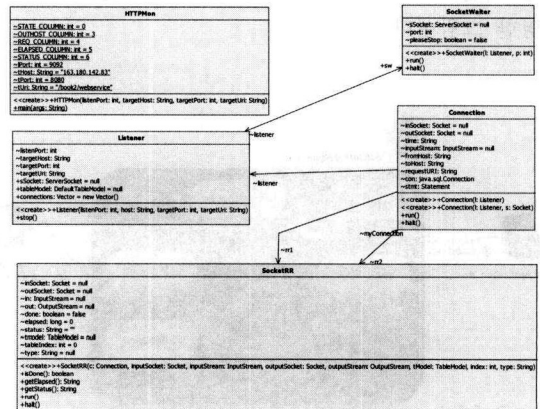 HTTPMon
~STATE_COLUMN: int = 0
~OUTHOST_COLUMN: int = 3
~REQ_COLUMN: int = 4
~ELAPSED_COLUMN: int = 5
~STATUS_COLUMN: int = 6
~lPort: int = 9092
~tHost: String = "163.180.142.83"
~tPort: int = 8080
~tUri: String = "/book2/webservice"
<<create>>+HTTPMon(listenPort: int, targetHost: String, targetPort: int, targetUri: String)
+main(args: String)
SocketWaiter
~sSocket: ServerSocket = null
~port: int
~pleaseStop: boolean = false
<<create>>+SocketWaiter(l: Listener, p: int)
+run()
+halt()
+sw
~listener
Listener
~listenPort: int
~targetHost: String
~targetPort: int
~targetUri: String
+sSocket: ServerSocket = null
+tableModel: DefaultTableModel = null
+connections: Vector = new Vector()
<<create>>+Listener(listenPort: int, host: String, targetPort: int, targetUri: String)
+stop()
~listener
Connection
~inSocket: Socket = null
~outSocket: Socket = null
~time: String
~inputStream: InputStream = null
~fromHost: String
~toHost: String
~requestURI: String
~con: java.sql.Connection
~stmt: Statement
<<create>>+Connection(l: Listener)
<<create>>+Connection(l: Listener, s: Socket)
+run()
+halt()
~myConnection
~rr1
~rr2
SocketRR
~inSocket: Socket = null
~outSocket: Socket = null
~in: InputStream = null
~out: OutputStream = null
~done: boolean = false
~elapsed: long = 0
~status: String = ""
~tmodel: TableModel = null
~tableIndex: int = 0
~type: String = null
<<create>>+SocketRR(c: Connection, inputSocket: Socket, inputStream: InputStream, outputSocket: Socket, outputStream: OutputStream, tModel: TableModel, index: int, type: String)
+isDone(): boolean
+getElapsed(): String
+getStatus(): String
+run()
+halt()